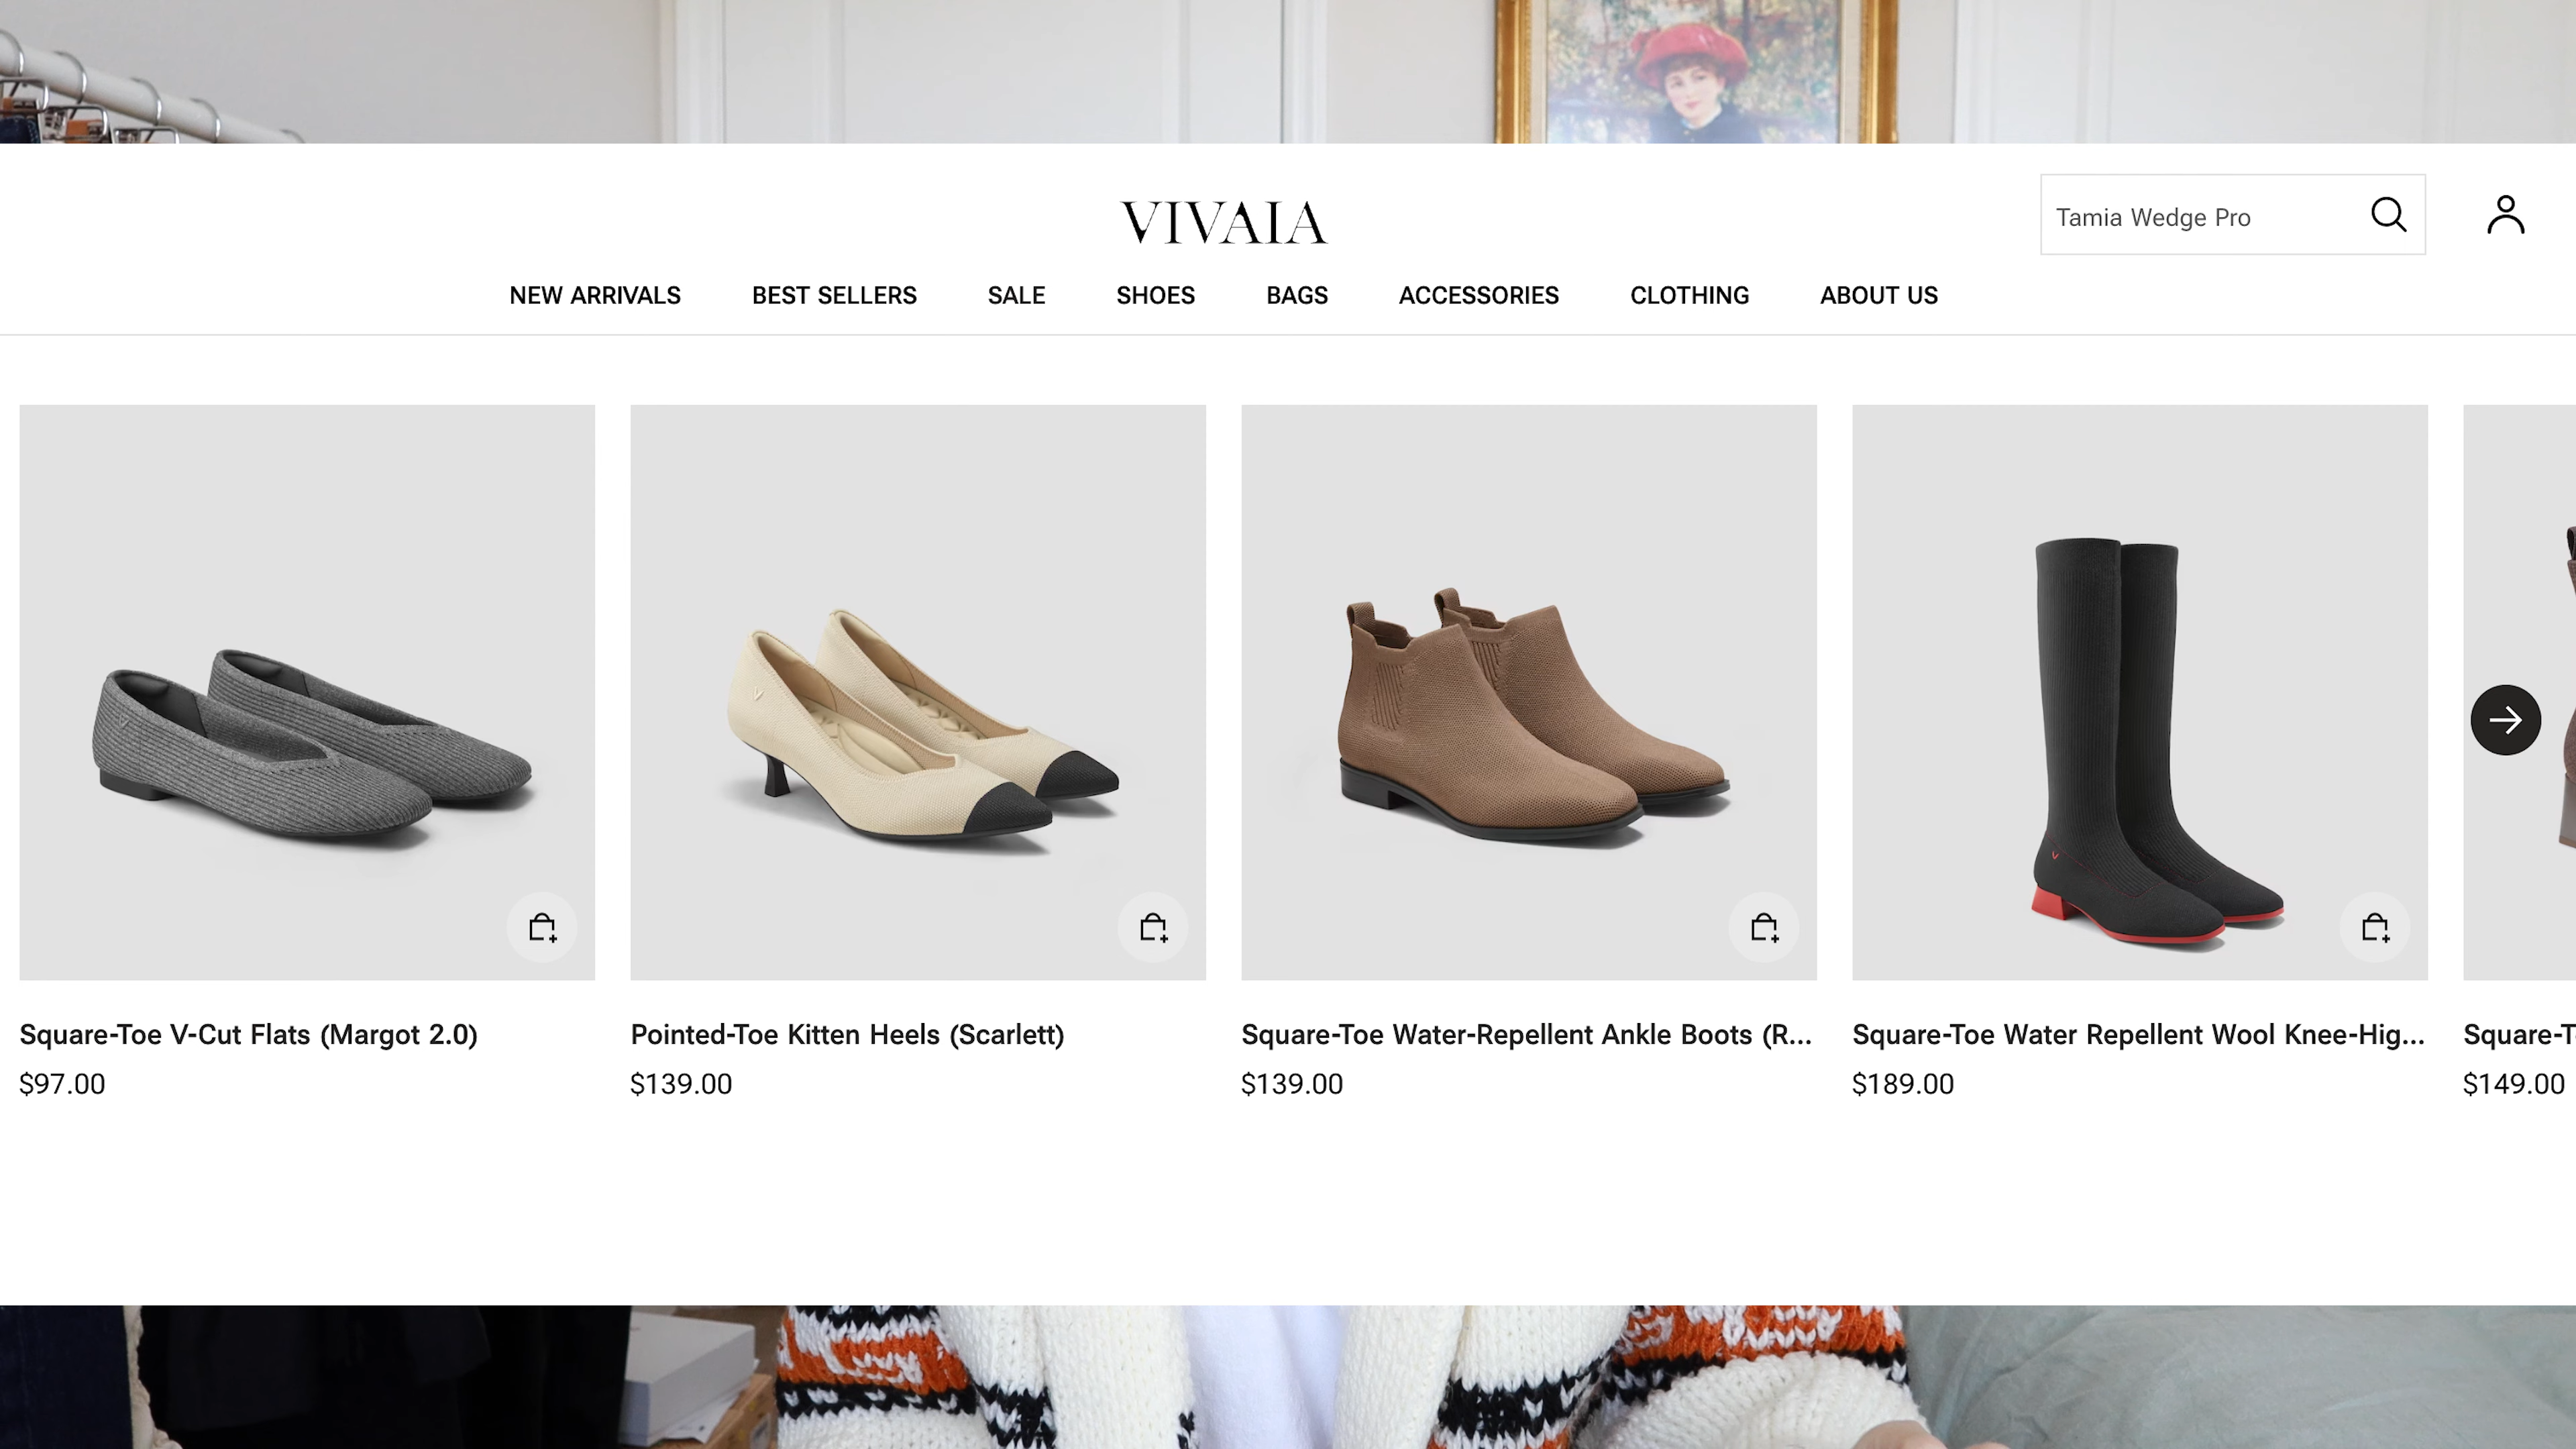 VIVAIA
Tamia Wedge Pro
NEW ARRIVALS BEST SELLERS SALE SHOES BAGS ACCESSORIES CLOTHING ABOUT US
Square-Toe V-Cut Flats (Margot 2.0)
$97.00
Pointed-Toe Kitten Heels (Scarlett)
$139.00
Square-Toe Water-Repellent Ankle Boots (R...
$139.00
Square-Toe Water Repellent Wool Knee-Hig...
$189.00
Square-T
$149.00